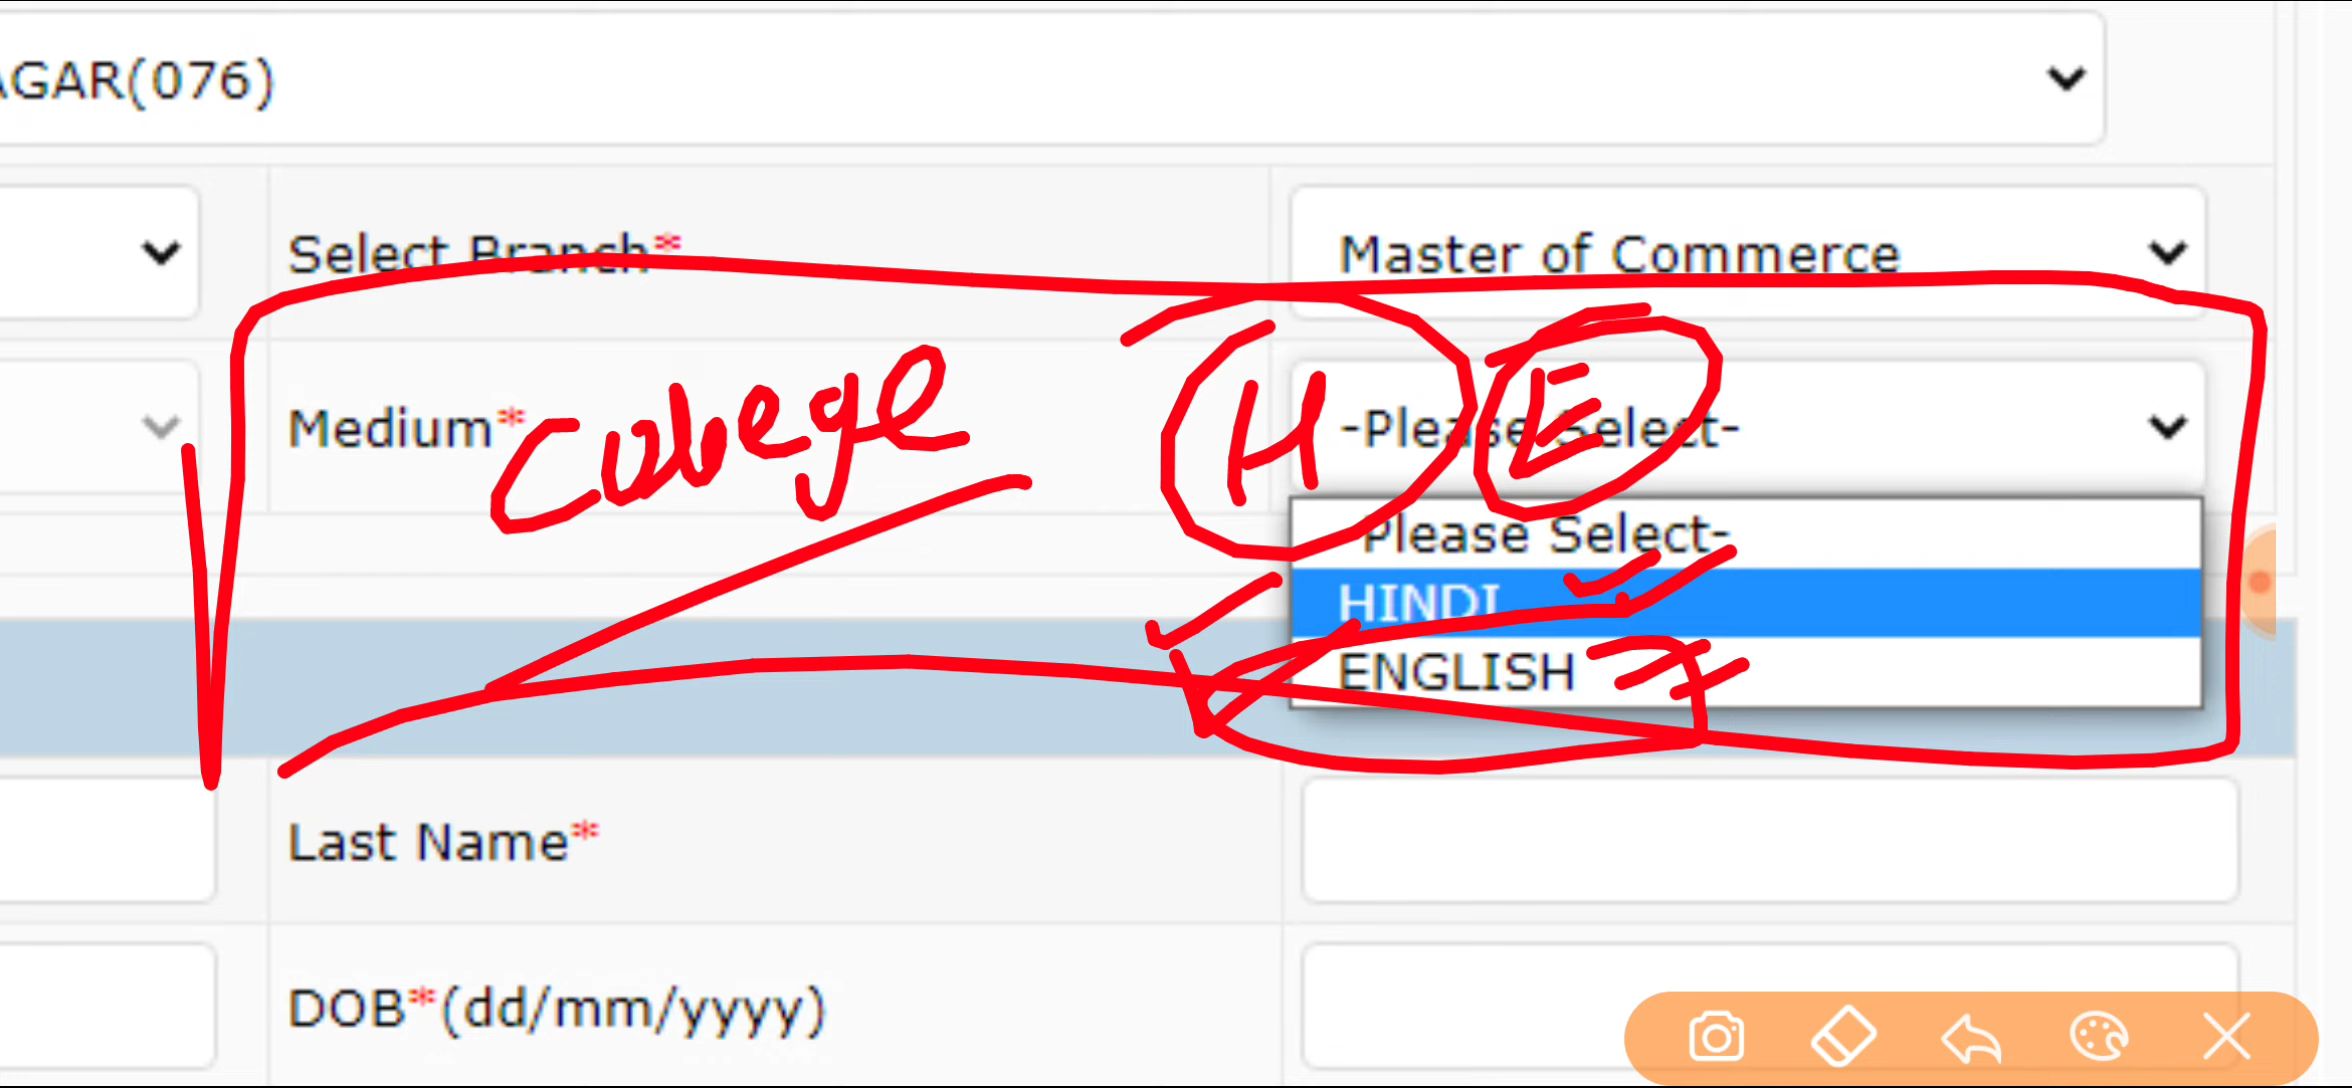 AGAR(076)
Select Branch* Master of Commerce
Medium* College H E -Please Select-
-Please Select-
HINDI
ENGLISH
Last Name*
DOB*(dd/mm/yyyy)